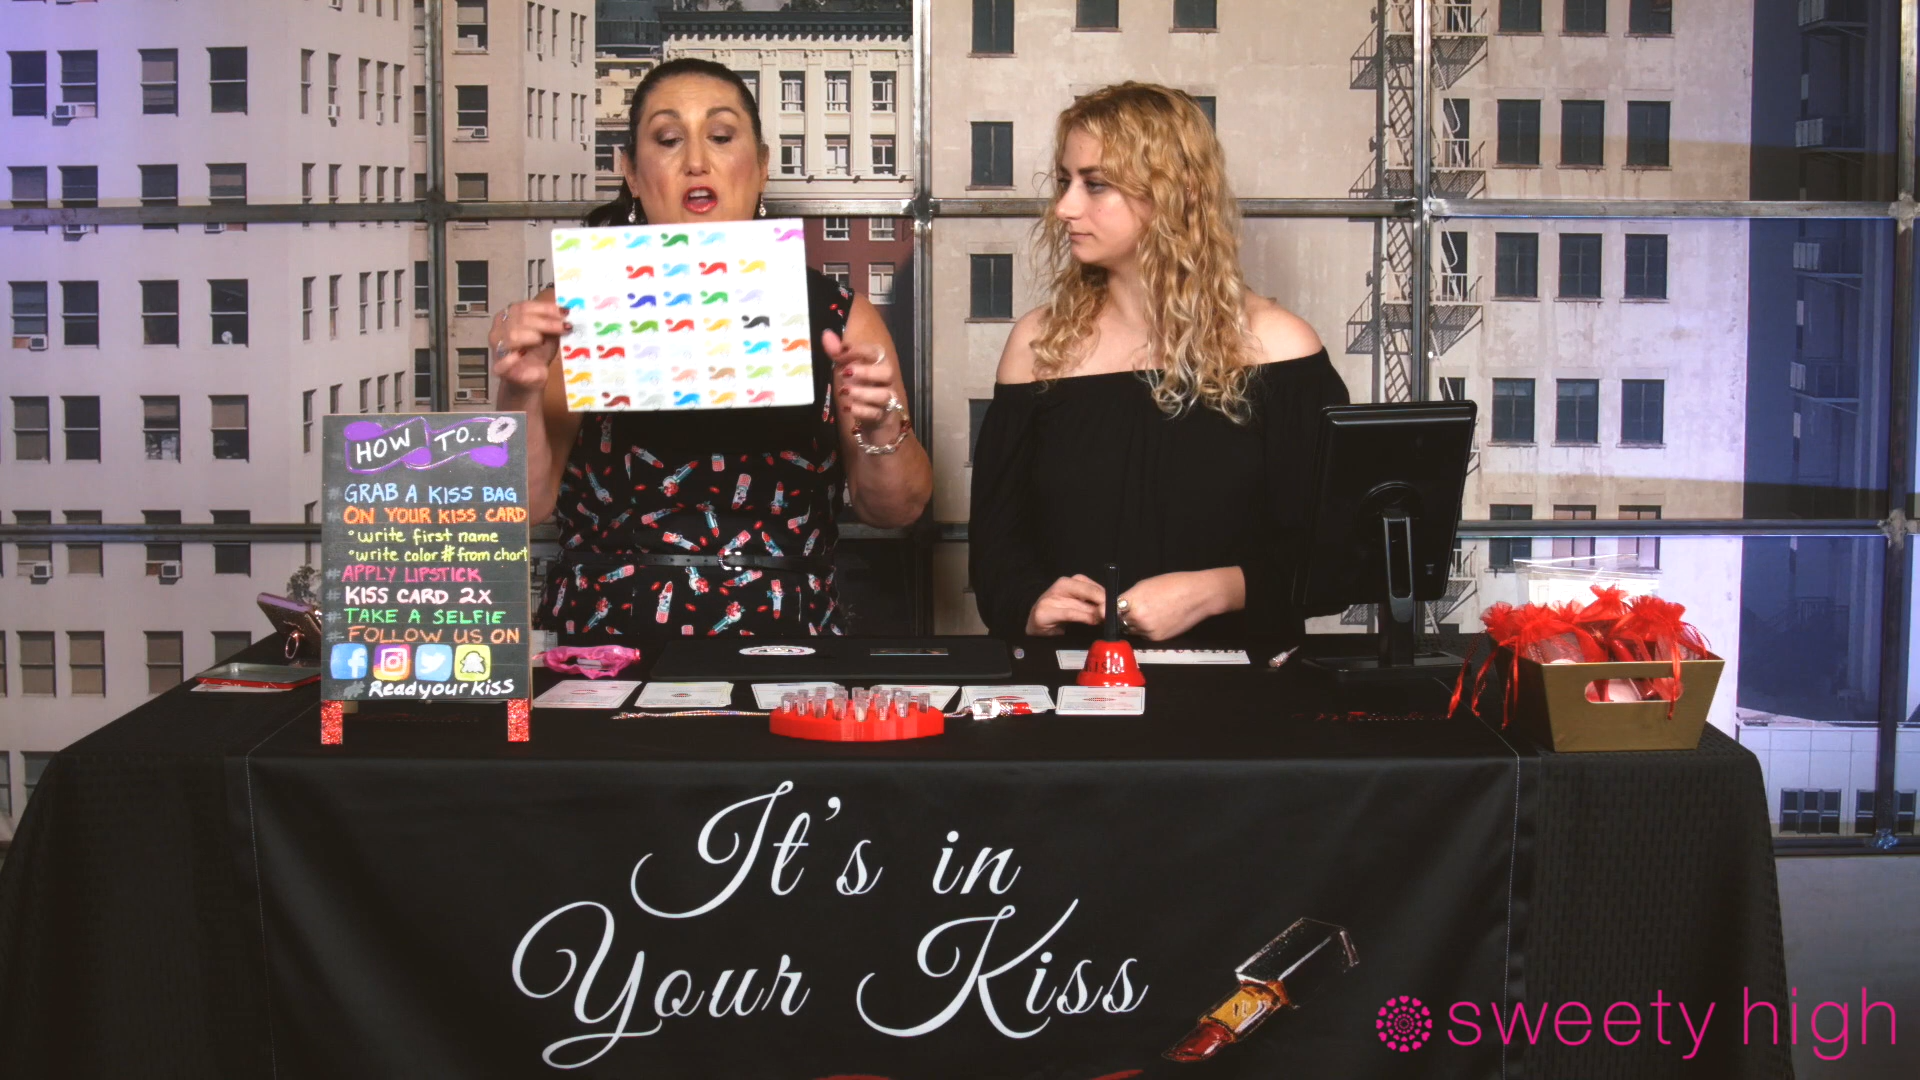 HOW TO..
#GRAB A KISS BAG
#ON YOUR KISS CARD
°write first name
°write color # from chart
#APPLY LIPSTICK
#KISS CARD 2X
#TAKE A SELFIE
#FOLLOW US ON
#Readyourkiss
It's in
Your Kiss
sweety high